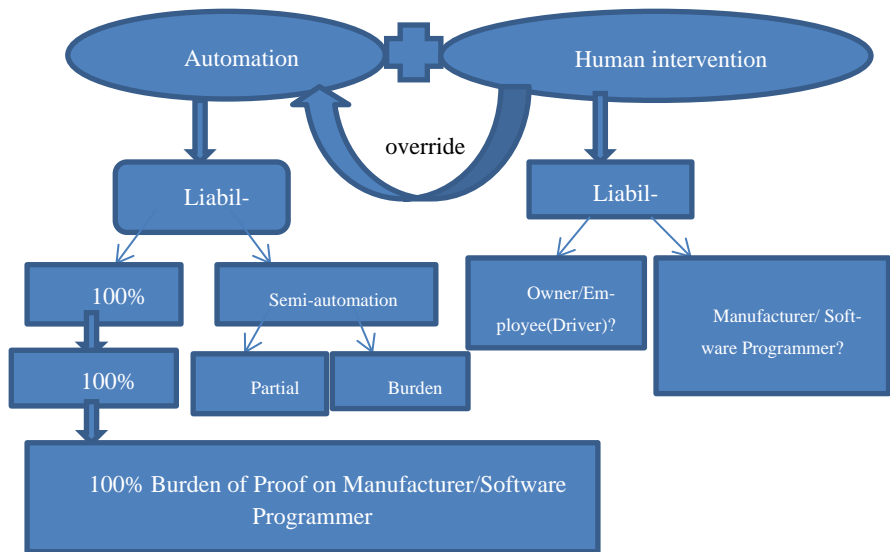 Automation
Human intervention
override
Liabil-
Liabil-
100%
Semi-automation
Owner/Em-
ployee(Driver)?
Manufacturer/ Soft-
ware Programmer?
100%
Partial
Burden
100% Burden of Proof on Manufacturer/Software
Programmer